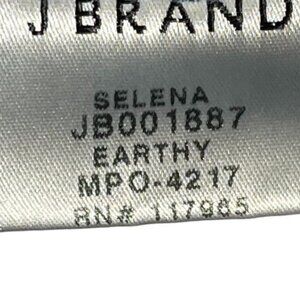 J BRAND
SELENA
JB001887
EARTHY
MPO-4217
RN# 117965